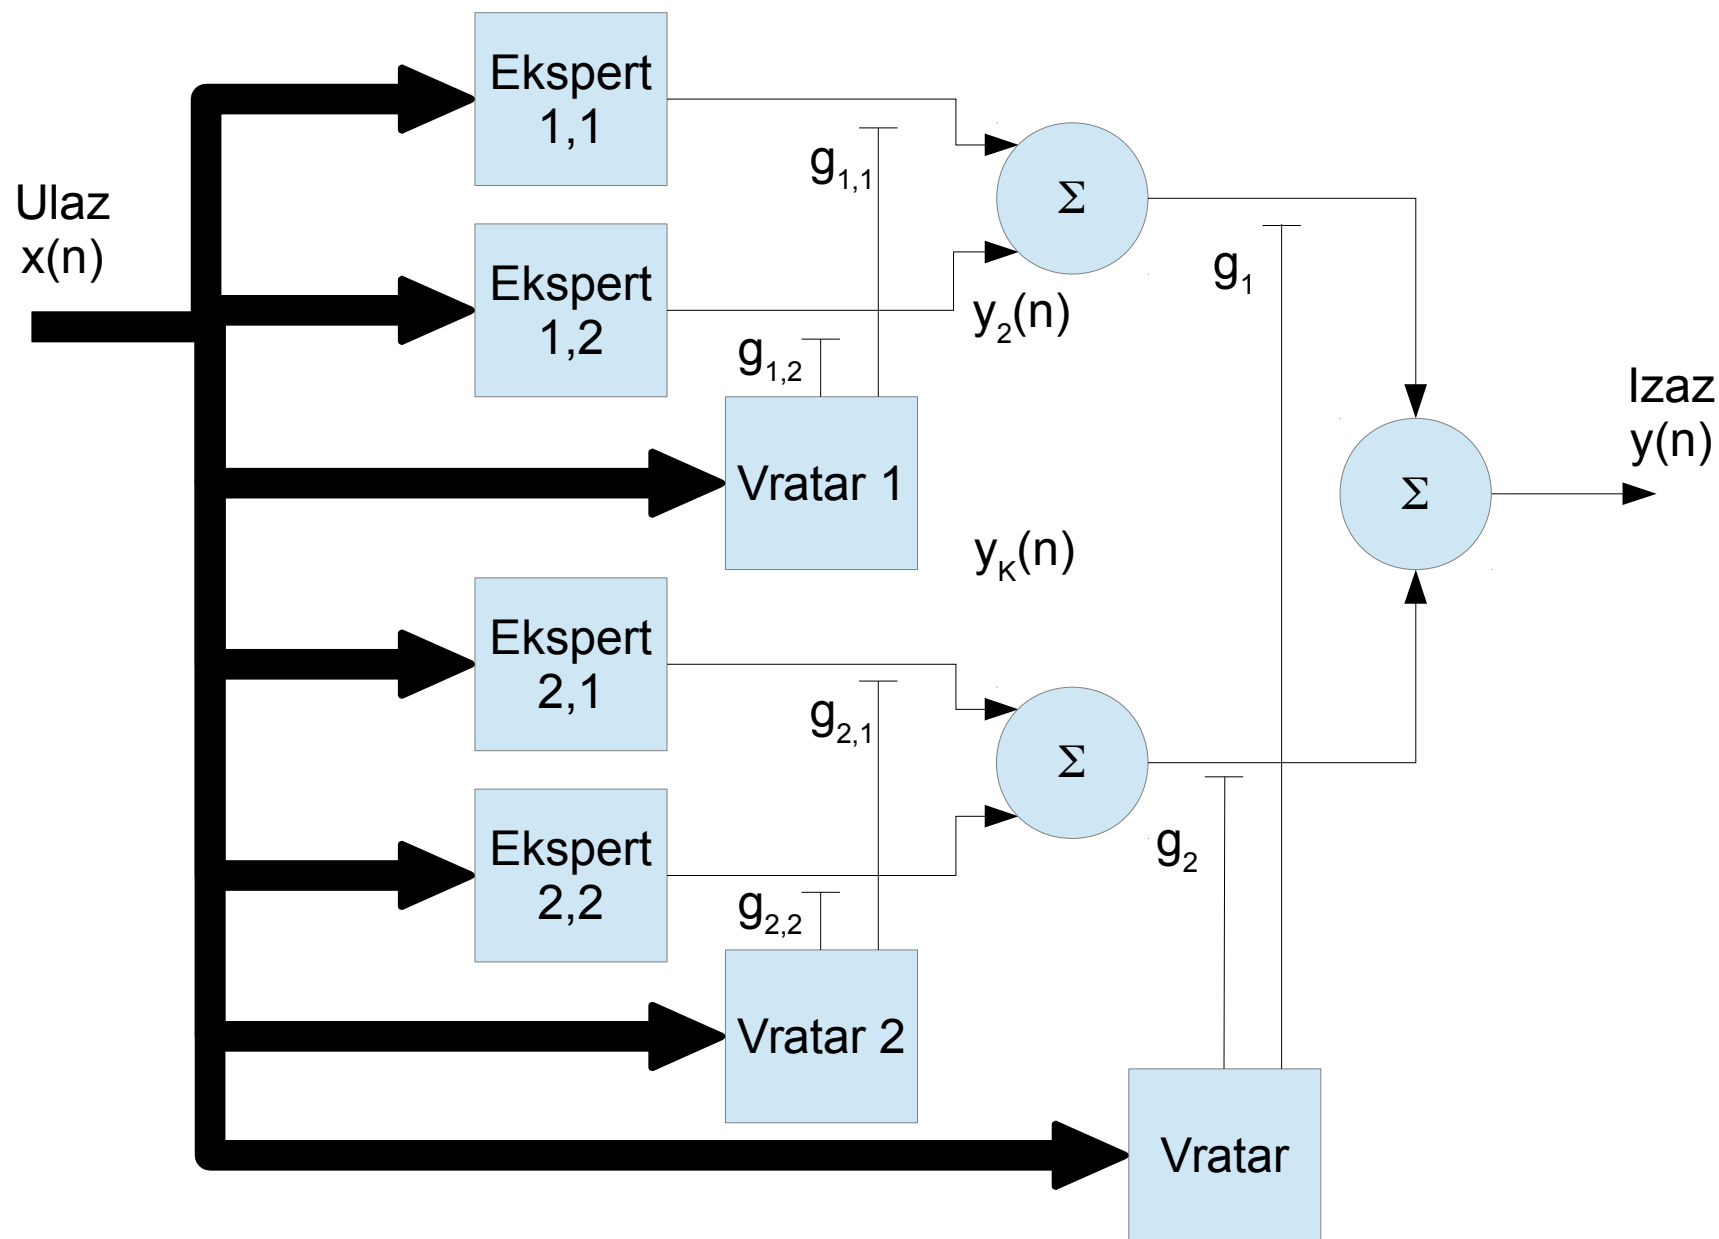 Ulaz
x(n)
Ekspert
1,1
g1,1
Σ
Ekspert
1,2
g1,2
y2(n)
g1
Vratar 1
Izaz
y(n)
Σ
yK(n)
Ekspert
2,1
g2,1
Σ
Ekspert
2,2
g2,2
g2
Vratar 2
Vratar